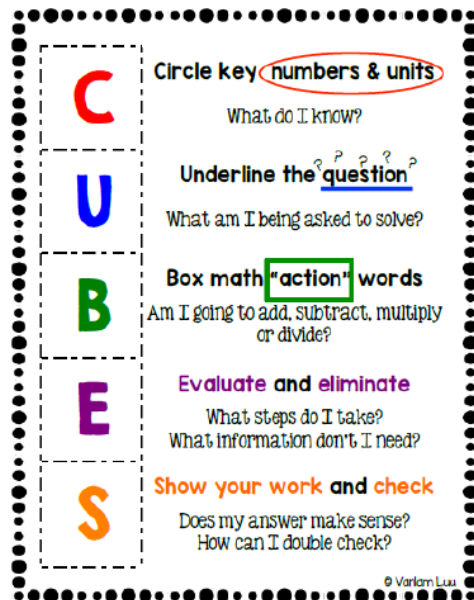 C
Circle key numbers & units
What do I know?
U
Underline the question
? ? ? ? ?
What am I being asked to solve?
B
Box math "action" words
Am I going to add, subtract, multiply
or divide?
E
Evaluate and eliminate
What steps do I take?
What information don't I need?
S
Show your work and check
Does my answer make sense?
How can I double check?
© Varlam Luu